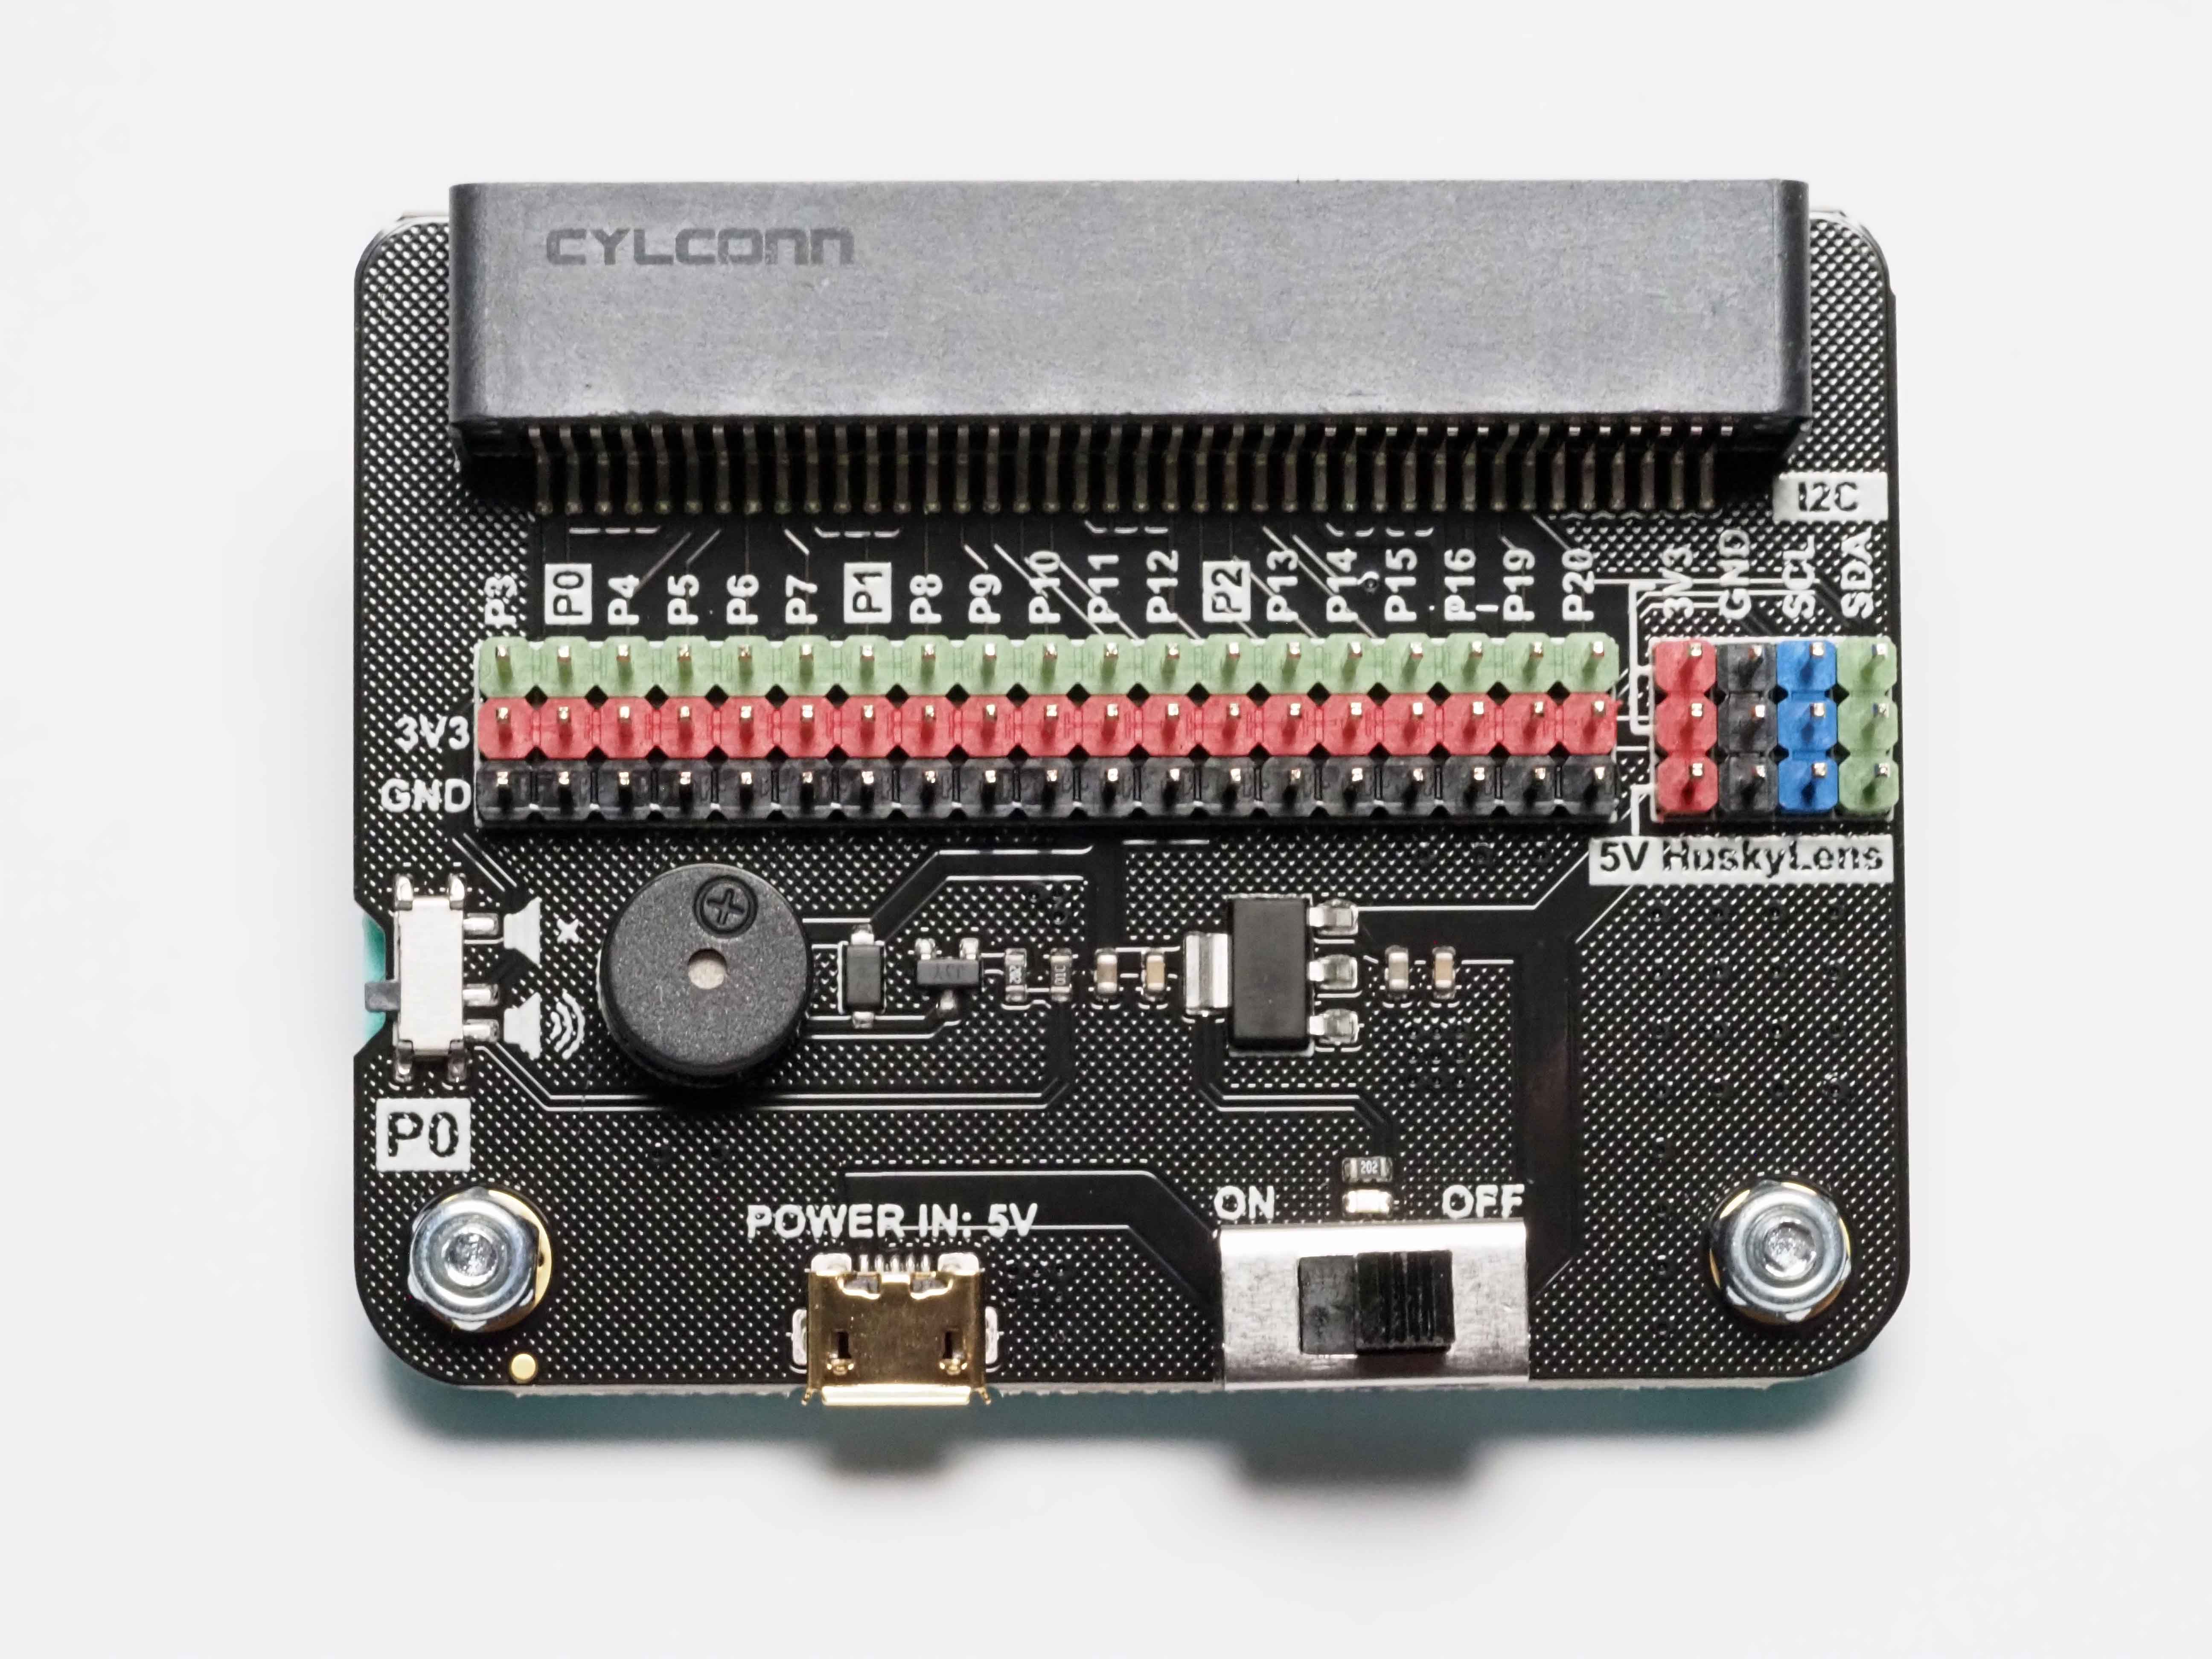 CYLCONN
I2C
P3 P0 P4 P5 P6 P7 P1 P8 P9 P10 P11 P12 P2 P13 P14 P15 P16 P19 P20 3V3 GND SCL SDA
3V3
GND
5V HuskyLens
202
P0
202
ON OFF
POWER IN: 5V